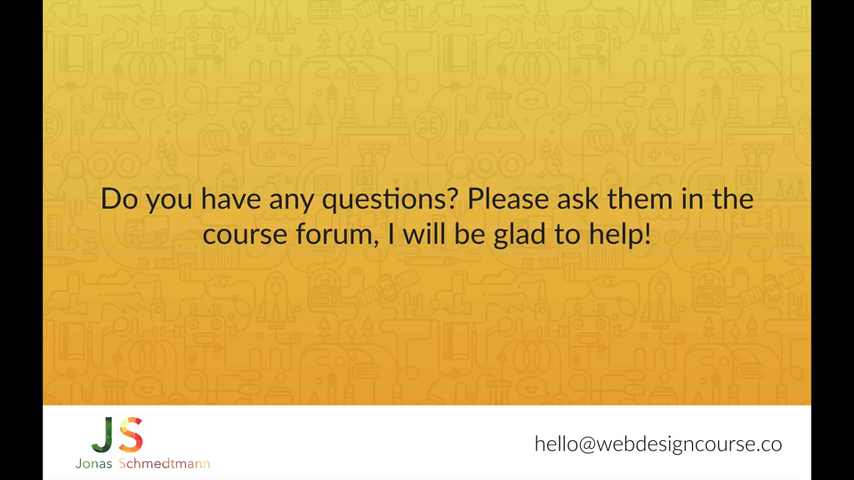 Do you have any questions? Please ask them in the
course forum, I will be glad to help!
JS
Jonas Schmedtmann
hello@webdesigncourse.co